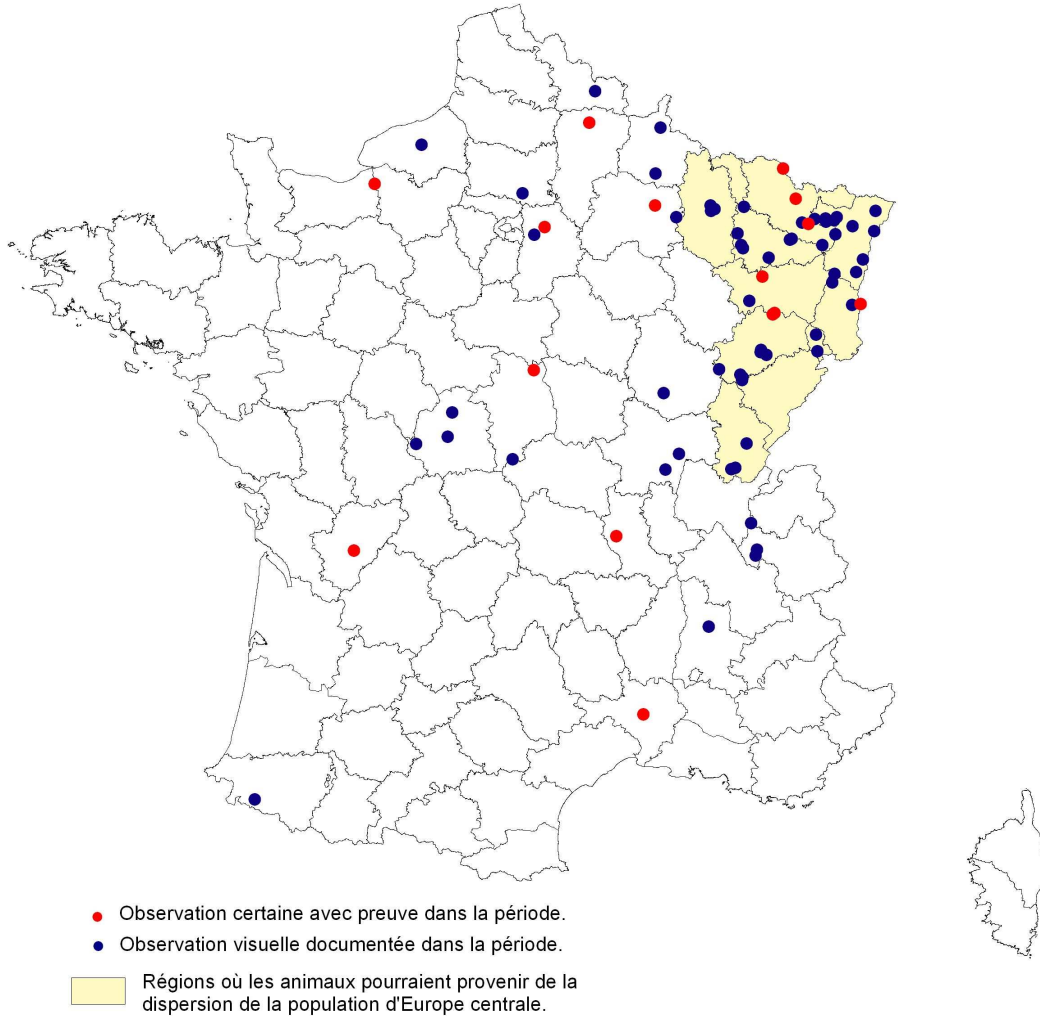 Observation certaine avec preuve dans la période.
Observation visuelle documentée dans la période.
Régions où les animaux pourraient provenir de la
dispersion de la population d'Europe centrale.